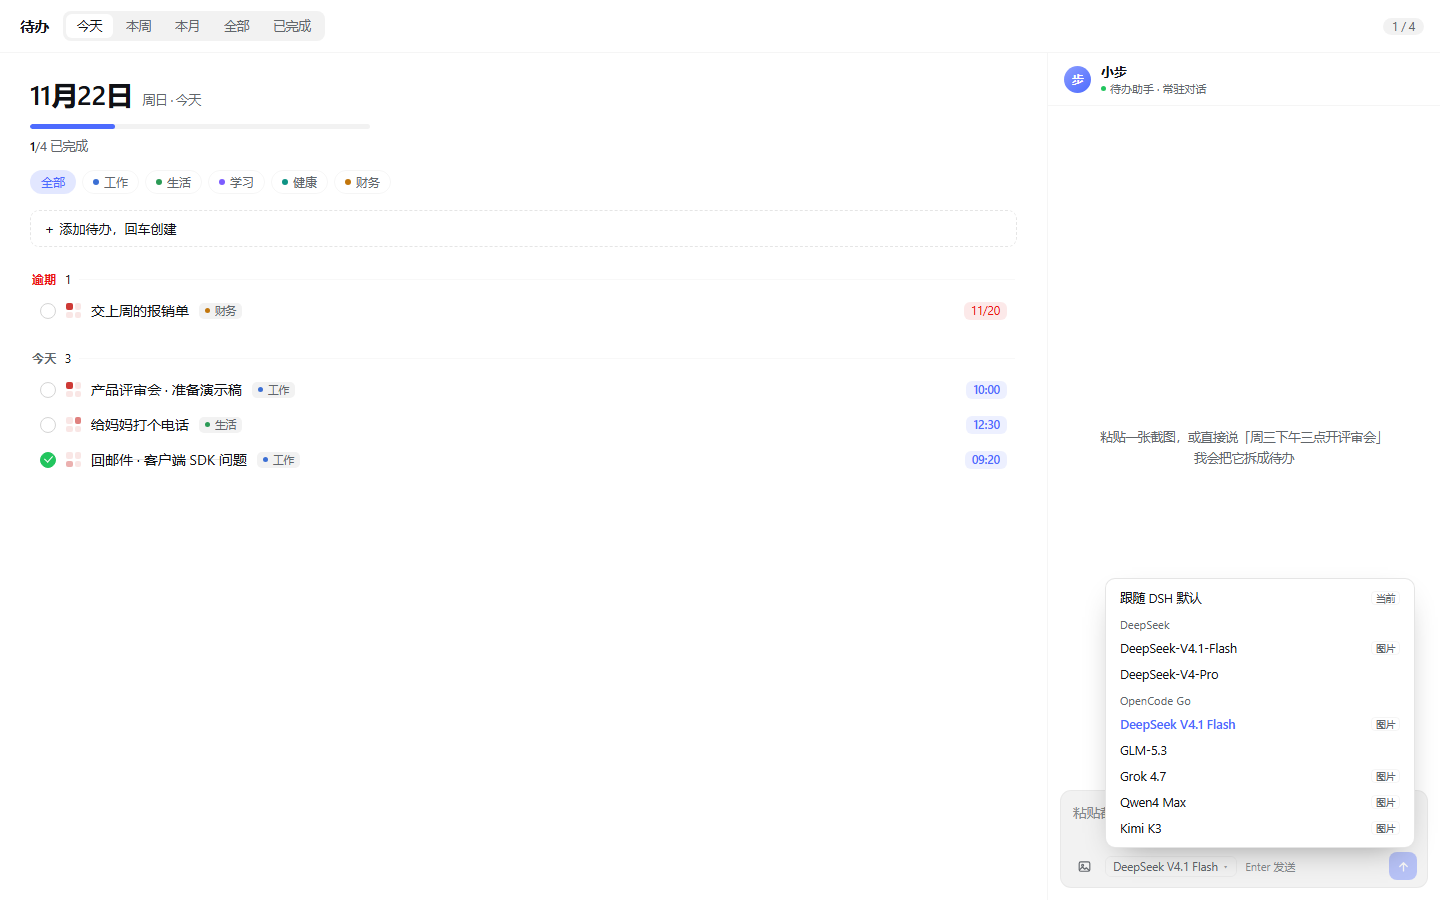 待办 今天 本周 本月 全部 已完成 1 / 4
11月22日 周日 · 今天
1/4 已完成
全部 工作 生活 学习 健康 财务
+ 添加待办，回车创建
逾期 1
交上周的报销单 财务 11/20
今天 3
产品评审会 · 准备演示稿 工作 10:00
给妈妈打个电话 生活 12:30
回邮件 · 客户端 SDK 问题 工作 09:20
步 小步
待办助手 · 常驻对话
粘贴一张截图，或直接说「周三下午三点开评审会」
我会把它拆成待办
跟随 DSH 默认 当前
DeepSeek
DeepSeek-V4.1-Flash 图片
DeepSeek-V4-Pro
OpenCode Go
DeepSeek V4.1 Flash 图片
GLM-5.3
Grok 4.7 图片
Qwen4 Max 图片
Kimi K3 图片
粘贴
DeepSeek V4.1 Flash Enter 发送